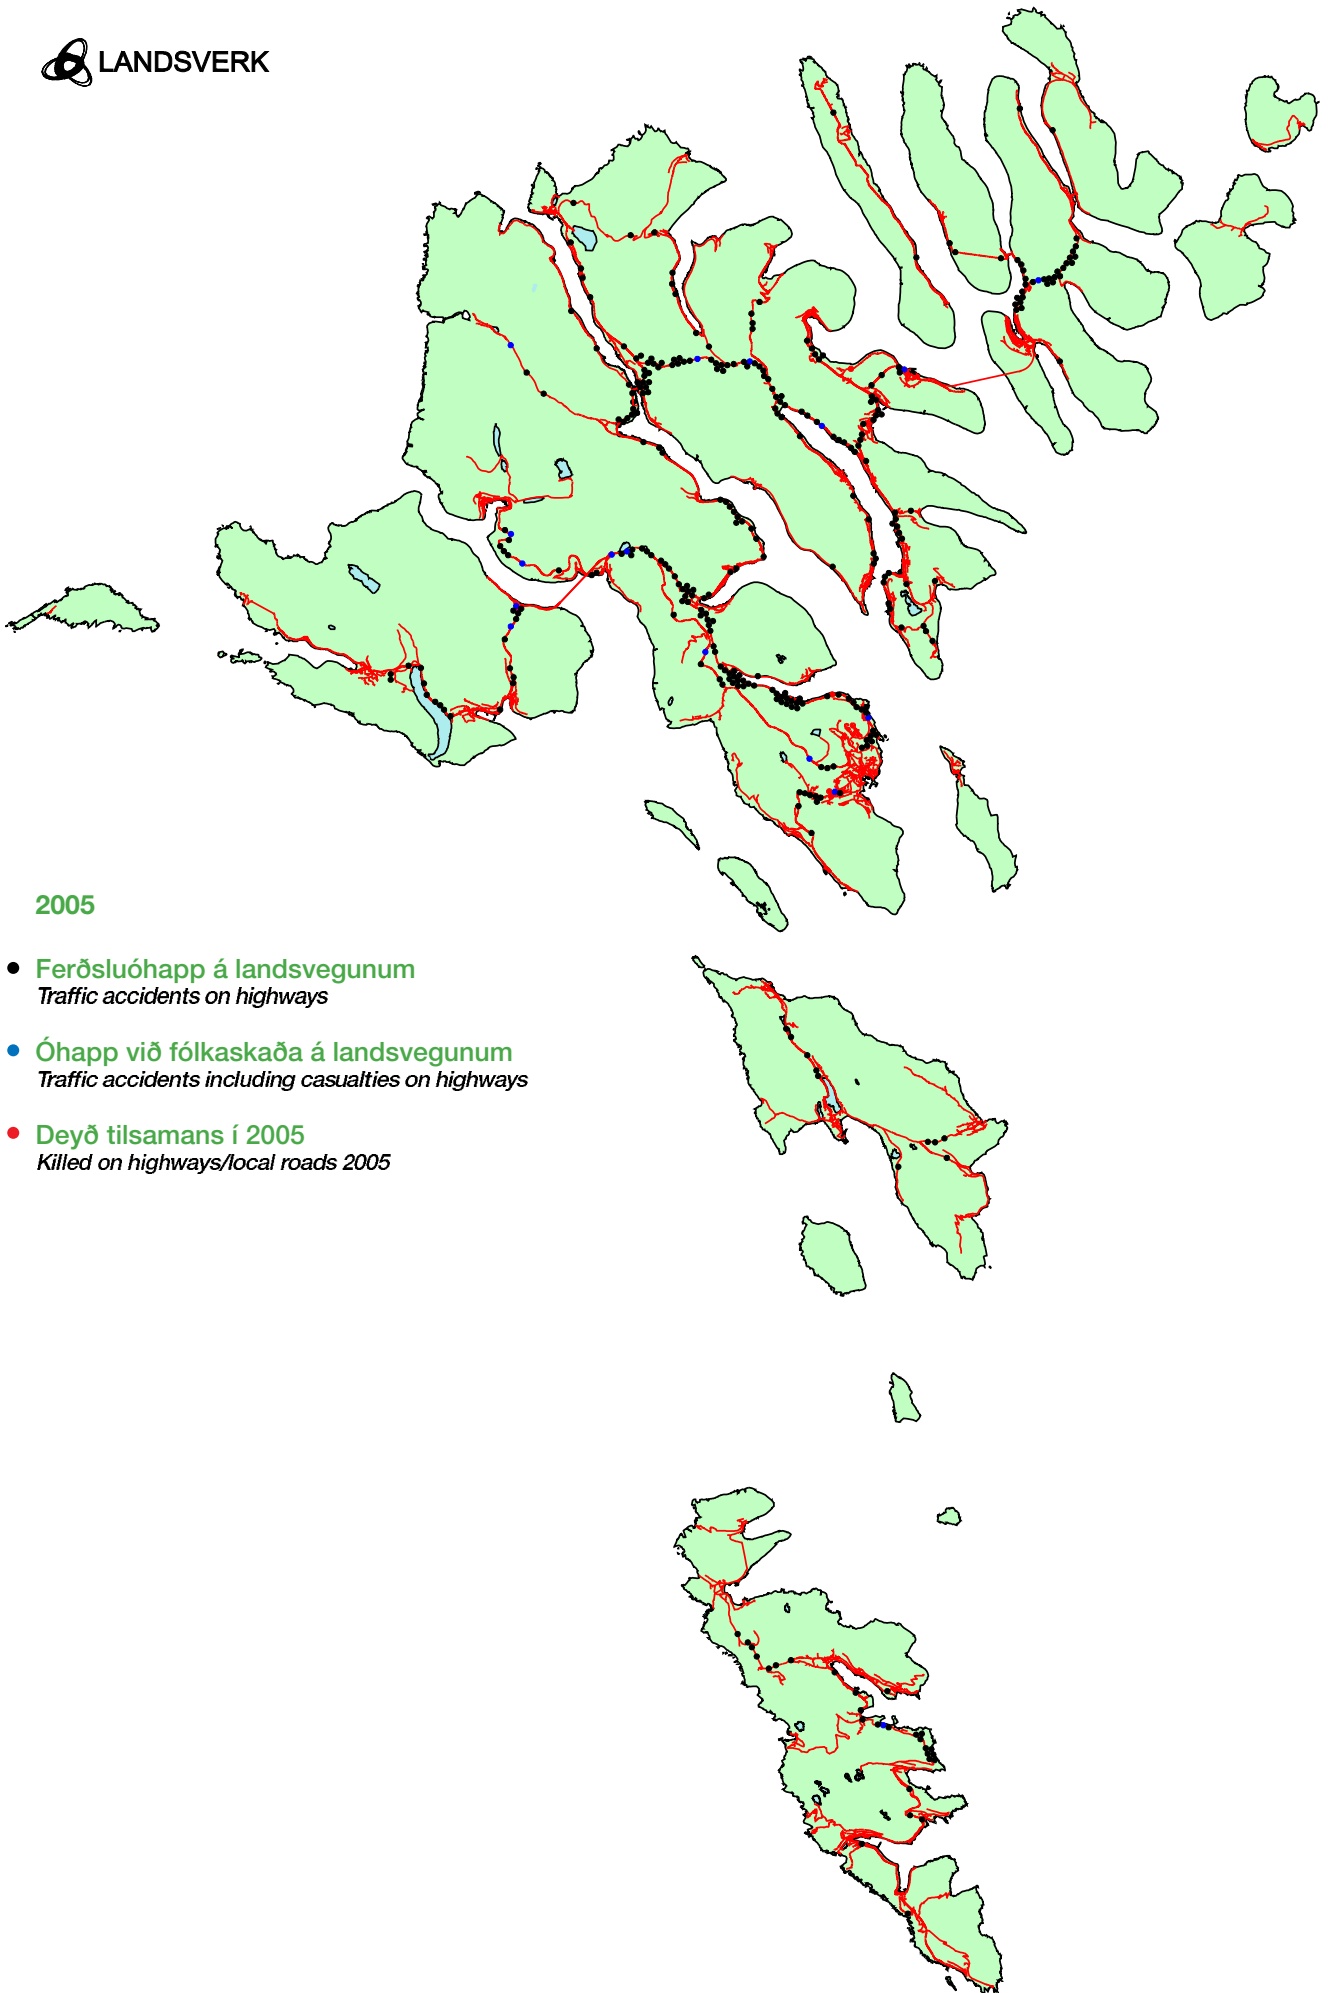 LANDSVERK
2005
Ferðsluóhapp á landsvegunum
Traffic accidents on highways
Óhapp við fólkaskaða á landsvegunum
Traffic accidents including casualties on highways
Deyð tilsamans í 2005
Killed on highways/local roads 2005